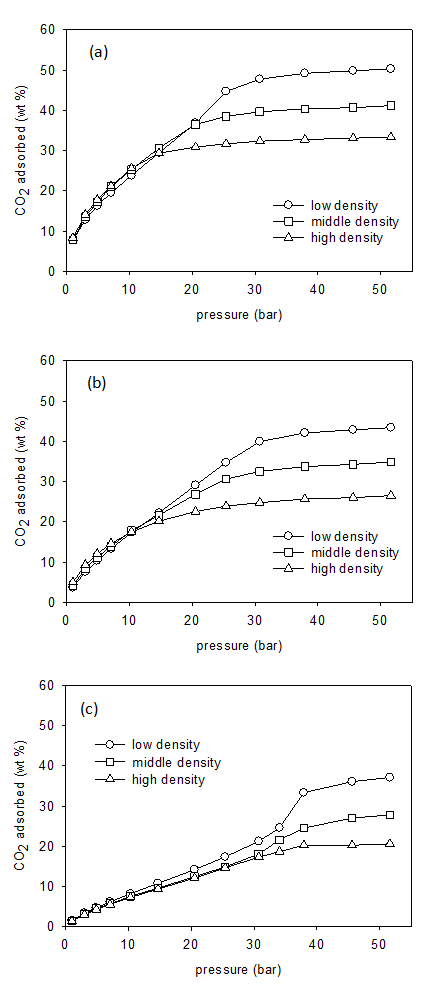 60
(a)
50
40
30
20
10
0
CO2 adsorbed (wt %)
low density
middle density
high density
0 10 20 30 40 50
pressure (bar)
60
(b)
50
40
30
20
10
0
CO2 adsorbed (wt %)
low density
middle density
high density
0 10 20 30 40 50
pressure (bar)
60
(c)
50
40
30
20
10
0
CO2 adsorbed (wt %)
low density
middle density
high density
0 10 20 30 40 50
pressure (bar)